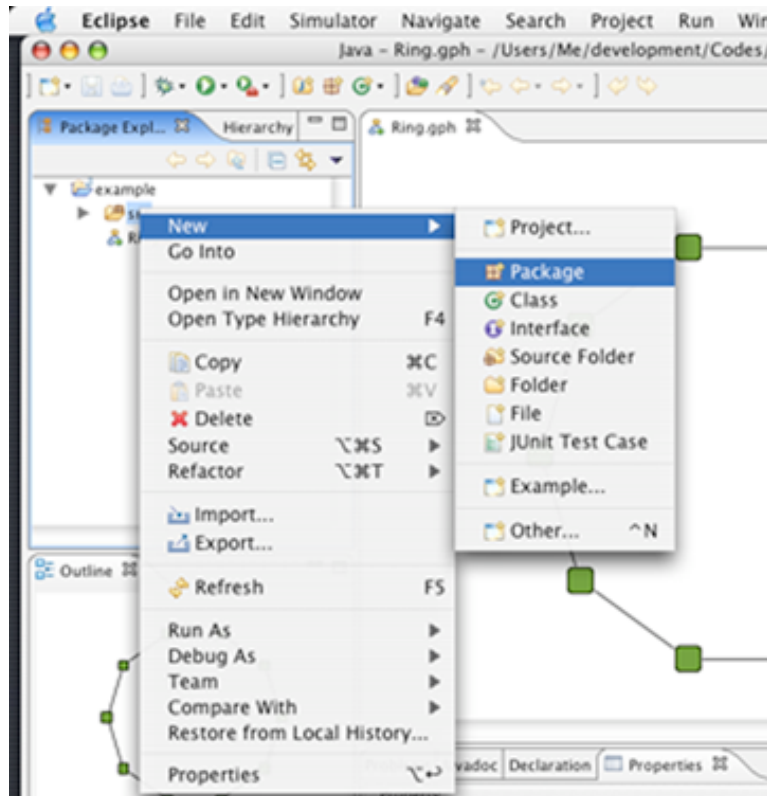 Eclipse File Edit Simulator Navigate Search Project Run
Java – Ring.gph – /Users/Me/development/Codes/
Package Expl... Hierarchy
Ring.gph
example
New
Go Into
Open in New Window
Open Type Hierarchy F4
Copy ⌘C
Paste ⌘V
Delete ⌦
Source ⌥⌘S
Refactor ⌥⌘T
Import...
Export...
Refresh F5
Run As
Debug As
Team
Compare With
Restore from Local History...
Properties ⌥↩
Project...
Package
Class
Interface
Source Folder
Folder
File
JUnit Test Case
Example...
Other... ^N
Outline
Declaration Properties